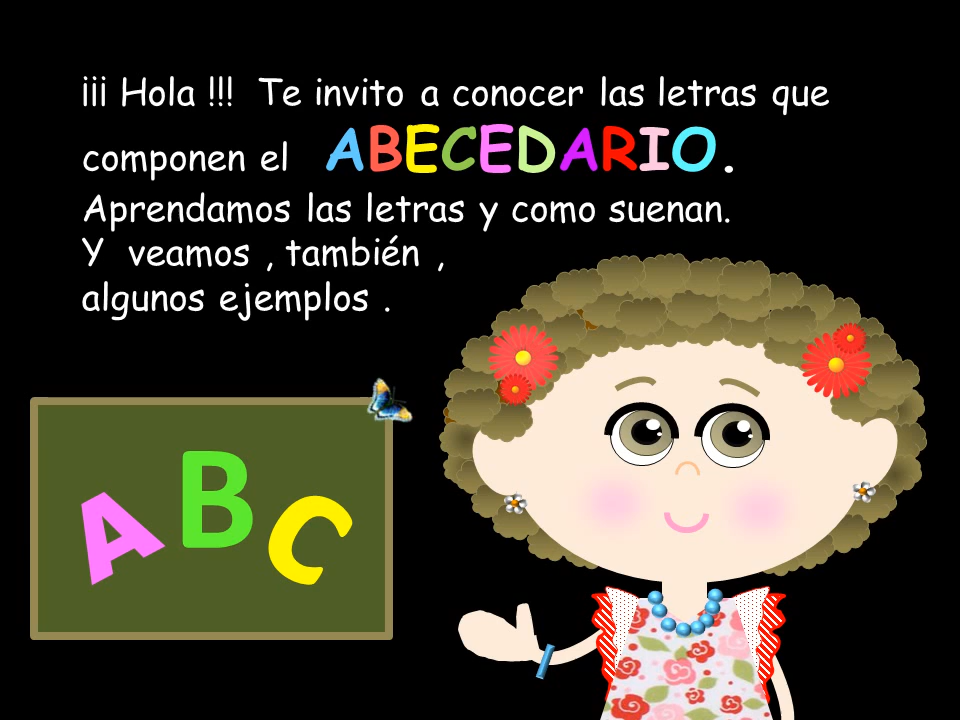 ¡¡¡ Hola !!! Te invito a conocer las letras que
componen el ABECEDARIO.
Aprendamos las letras y como suenan.
Y veamos , también ,
algunos ejemplos .
A B C